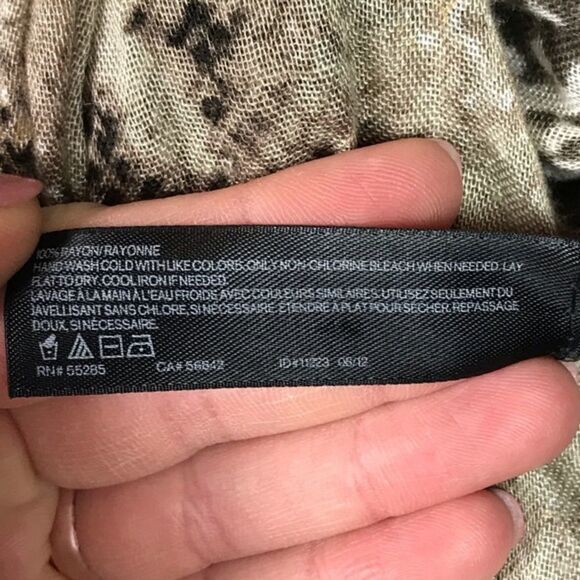 100% RAYON/ RAYONNE
HAND WASH COLD WITH LIKE COLORS. ONLY NON-CHLORINE BLEACH WHEN NEEDED. LAY
FLAT TO DRY. COOL IRON IF NEEDED.
LAVAGE À LA MAIN À L'EAU FROIDE AVEC COULEURS SIMILAIRES. UTILISEZ SEULEMENT DU
JAVELLISANT SANS CHLORE, SI NÉCESSAIRE. ÉTENDRE À PLAT POUR SÉCHER. REPASSAGE
DOUX, SI NÉCESSAIRE.
RN# 55285 CA# 56642 ID#11223 06/12